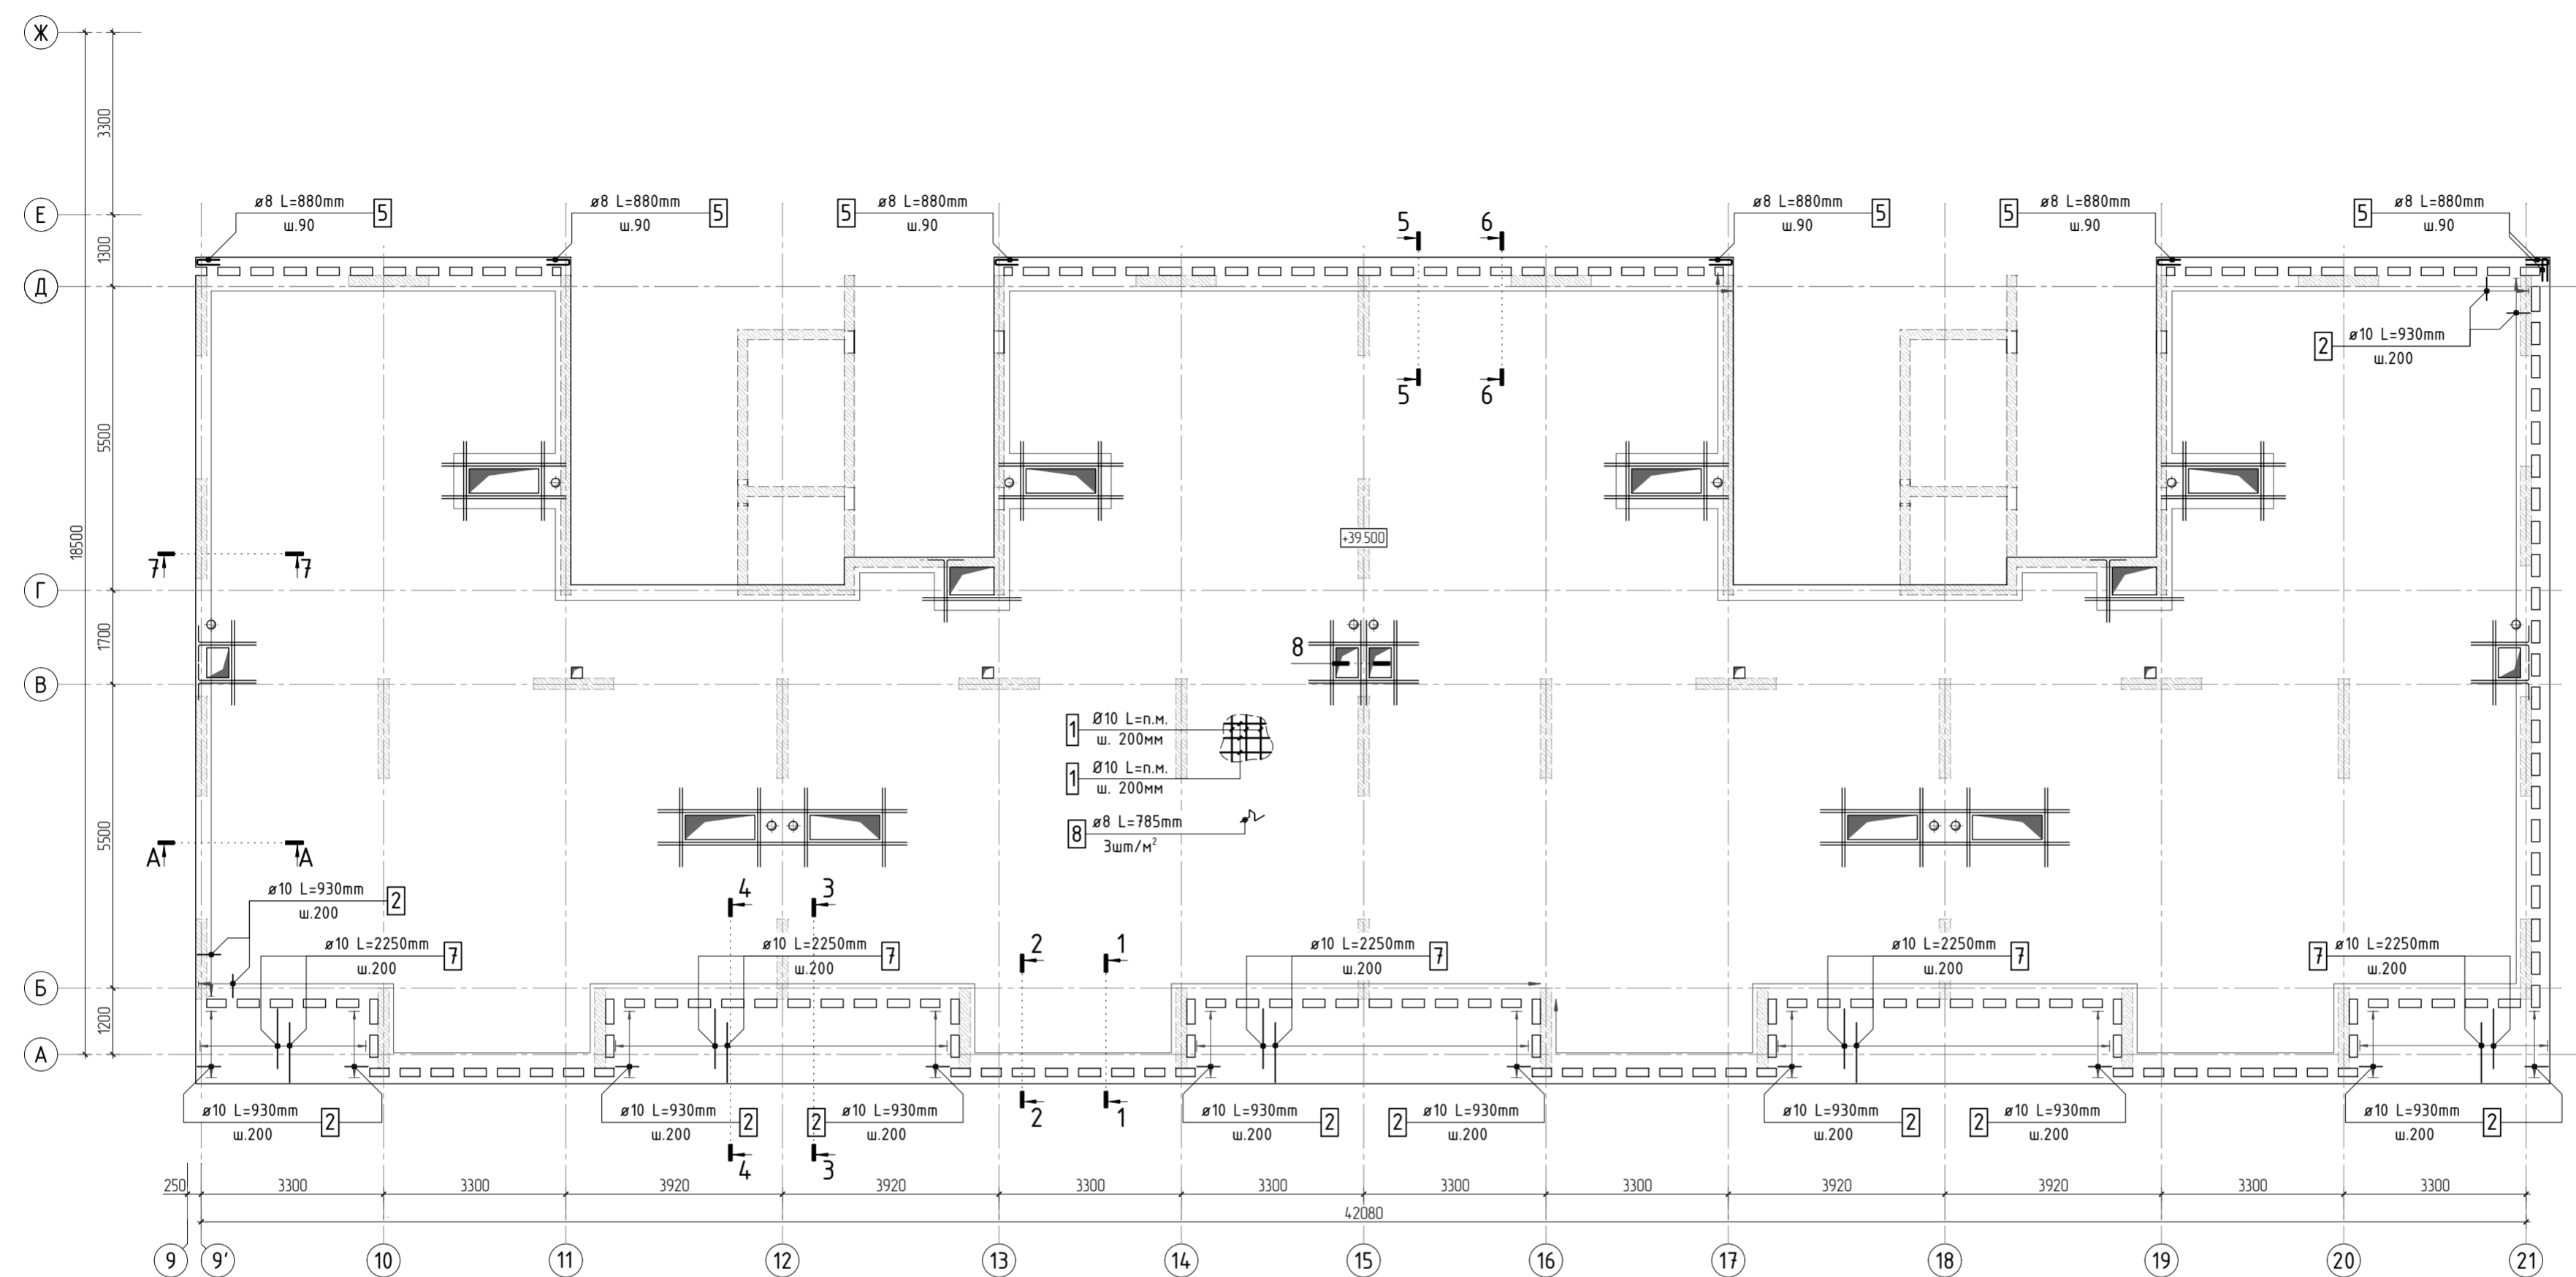 Ж
3300
Е
ø8 L=880mm
ш.90
5
ø8 L=880mm
ш.90
5
5
ø8 L=880mm
ш.90
5
6
ø8 L=880mm
ш.90
5
5
ø8 L=880mm
ш.90
5
ø8 L=880mm
ш.90
1300
Д
2
ø10 L=930mm
ш.200
5
6
5500
18500
+39.500
7
7
Г
1700
8
В
1
Ø10 L=п.м.
ш. 200мм
1
Ø10 L=п.м.
ш. 200мм
8
ø8 L=785mm
3шт/м²
5500
А
А
ø10 L=930mm
ш.200
2
4
3
ø10 L=2250mm
ш.200
7
ø10 L=2250mm
ш.200
7
2
1
ø10 L=2250mm
ш.200
7
ø10 L=2250mm
ш.200
7
7
ø10 L=2250mm
ш.200
Б
1200
А
ø10 L=930mm
ш.200
2
ø10 L=930mm
ш.200
2
2
ø10 L=930mm
ш.200
2
1
ø10 L=930mm
ш.200
2
2
ø10 L=930mm
ш.200
ø10 L=930mm
ш.200
2
2
ø10 L=930mm
ш.200
ø10 L=930mm
ш.200
2
4
3
250 3300 3300 3920 3920 3300 3300 3300 3300 3920 3920 3300 3300
42080
9 9' 10 11 12 13 14 15 16 17 18 19 20 21